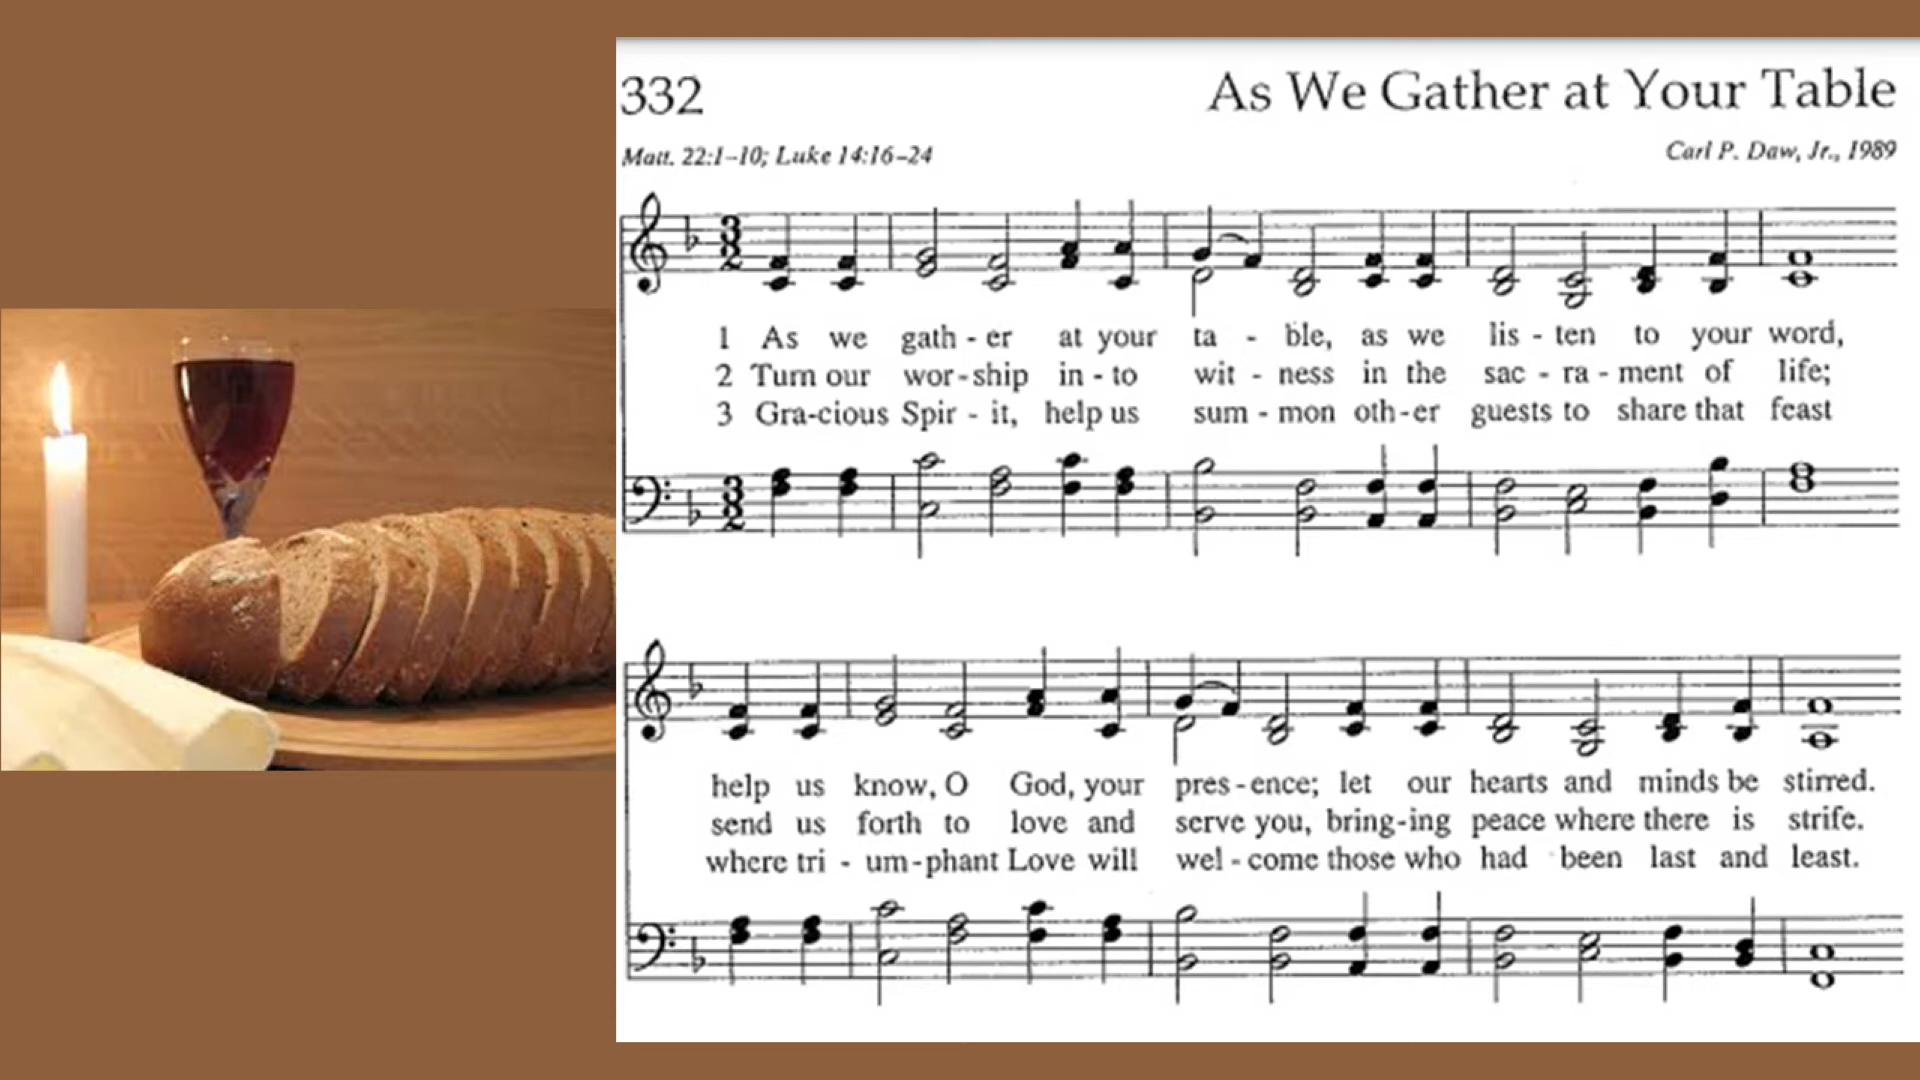 332
As We Gather at Your Table
Matt. 22:1–10; Luke 14:16–24
Carl P. Daw, Jr., 1989
1 As we gath - er at your ta - ble, as we lis - ten to your word,
2 Turn our wor - ship in - to wit - ness in the sac - ra - ment of life;
3 Gra-cious Spir - it, help us sum - mon oth - er guests to share that feast
help us know, O God, your pres - ence; let our hearts and minds be stirred.
send us forth to love and serve you, bring-ing peace where there is strife.
where tri - um-phant Love will wel - come those who had been last and least.